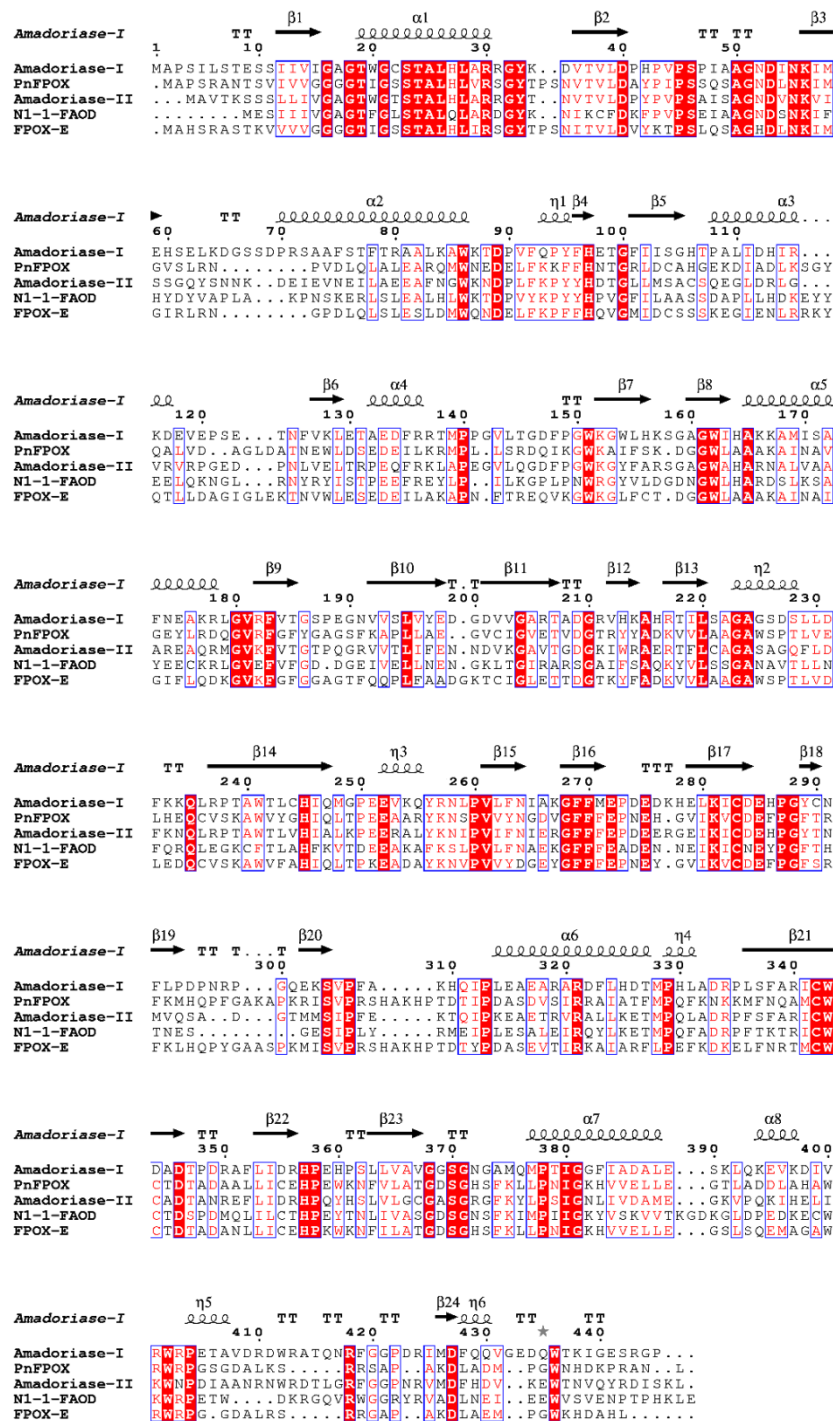 β1 α1 β2 β3
Amadoriase-I TT TT TT
1 10 20 30 40 50
Amadoriase-I MAPSILSTESSIIVIGAGTWGCSTALHLARRGYK..DVTVLDPHPVPSPIAAGNDINKIM
PnFPOX ...MAPSRANTSVIVVGGGGTIGSSTALHLVRSGYTPSNVTVLDAYPIPSSQSAGNDLNKIM
Amadoriase-II ....MAVTKSSSLLIVGAGTWGTSTALHLARRGYT..NVTVLDPYPVPSAISAGNDVNKVI
N1-1-FAOD .......MESIIIVGAGTFGLSTALQLARDGYK..NIKCFDKFPVPSEIAAGNDSNKIF
FPOX-E ..MAHSRASTKVVVVGGGGTIGSSTALHLIRSGYTPSNITVLDVYKTPSLQSAGHDLNKIM
α2 η1 β4 β5 α3
Amadoriase-I TT
60 70 80 90 100 110
Amadoriase-I EHSELKDGSSDPRSAAFSTFTRAALKAWKTDPVFQPYFHETGFIISGHTPALIDHIR...
PnFPOX GVSLRN........PVDLQLALEARQMWNEDELFKKFFHNTGRLDCAHGEKDIADLKSGY
Amadoriase-II SSGQYSNNK..DEIEVNEILAEEAFNGWKNDPLFKPYYHDTGLLMSACSQEGLDRLG...
N1-1-FAOD HYDYVAPLA..KPNSKERLSLEALHLWKTDPVYKPYYHPVGFILAASSDAPLLHDKEYY
FPOX-E GIRLRN........GPDLQLSLESLDMWQNDELFKPFFHQVGMIDCSSSKEGIENLRRKY
β6 α4 β7 β8 α5
Amadoriase-I TT
120 130 140 150 160 170
Amadoriase-I KDEVEPSE...TNFVKLETAEDFRRTMPPGVLTGDFPGWKGWLHKSGAGWIHAKKAMISA
PnFPOX QALVD..AGLDATNEWLDSEDEILKRMPL.LSRDQIKGWKAIFSK.DGGWLAAAKAINAV
Amadoriase-II VRVRPGED...PNLVELTRPEQFRKLAPEGVLQGDFPGWKGYFARSGAGWAHARNALVAA
N1-1-FAOD EELQKNGL...RNYRYISTPEEFREYLP..ILKGPLPNWRGYVLDGDNGWLHARDSLKSA
FPOX-E QTLLDAGIGLEKTNVWLESEDEILAKAPN.FTREQVKGWKGLFCT.DGGWLAAAKAINAI
β9 β10 β11 β12 β13 η2
Amadoriase-I T.T TT
180 190 200 210 220 230
Amadoriase-I FNEAKRLGVRFVTGSPEGNVVSLVYED.GDVVGARTADGRVHKAHRTILSAGAGSDSLLD
PnFPOX GEYLRDQGVRFGFYGAGSFKAPLLAE..GVCIGVETVDGTRYYADKVVLAAGAWSPTLVE
Amadoriase-II AREAQRMGVKFVTGTPQGRVVTLIFEN.NDVKGAVTGDGKIWRAERTFLCAGASAGQFLD
N1-1-FAOD YEECKRLGVEFVFGD.DGEIVELLNEN.GKLTGIRARSGAIFSAQKYVLSSGANAVTLLN
FPOX-E GIFLQDKGVKFGFGGAGTFQQPLFAADGKTCIGLETTDGTKYFADKVVLAAGAWSPTLVD
β14 η3 β15 β16 β17 β18
Amadoriase-I TT TTT
240 250 260 270 280 290
Amadoriase-I FKKQLRPTAWTLCHIQMGPEEVKQYRNLPVLFNIAKGFFMEPDEDKHELKICDEHPGYCN
PnFPOX LHEQCVSKAWVYGHIQLTPEEAARYKNSPVVYNGDVGFFFEPNEH.GVIKVCDEFPGFTR
Amadoriase-II FKNQLRPTAWTLVHIALKPEERALYKNIPVIFNIERGFFFEPDEERGEIKICDEHPGYTN
N1-1-FAOD FQRQLEGKCFTLAHFKVTDEEAKAFKSLPVLFNAEKGFFFEADEN.NEIKICNEYPGFTH
FPOX-E LEDQCVSKAWVFAHIQLTPKEADAYKNVPVVYDGEYGFFFEPNEY.GVIKVCDEFPGFSR
β19 β20 α6 η4 β21
Amadoriase-I TT T....T
300 310 320 330 340
Amadoriase-I FLPDPNRP....GQEKSVPFA.....KHQIPLEAEARARDFLHDTMPHLADRPLSFARICW
PnFPOX FKMHQPFGAKAPKRISVPRSHAKHPTDTIPDASDVSIRRAIATFMPQFKNKKMFNQAMCW
Amadoriase-II MVQSA..D....GTMMSIPFE.....KTQIPKEAETRVRALLKETMPQLADRPFSFARICW
N1-1-FAOD TNES........GESIPLY.....RMEIPLESALEIRQYLKETMPQFADRPFTKTRICW
FPOX-E FKLHQPYGAASPKMISVPRSHAKHPTDTYPDASEVTIRKAIARFLPEFKDKELFNRTMCW
β22 β23 α7 α8
Amadoriase-I TT TT TT
350 360 370 380 390 400
Amadoriase-I DADTPDRAFLIDRHPEHPSLLVAVGGSGNGAMQMPTIGGFIADALE...SKLQKEVKDIV
PnFPOX CTDTADAALLICEHPEWKNFVLATGDSGHSFKLLPNIGKHVVELLE...GTLADDLAHAW
Amadoriase-II CADTANREFLIDRHPQYHSLVLGCGASGRGFKYLPSIGNLIVDAME...GKVPQKIHELI
N1-1-FAOD CTDSPDMQLILCTHPEYTNLIVASGDSGNSFKIMPIIGKYVSKVVTKGDKGLDPEDKECW
FPOX-E CTDTADANLLICEHPKWKNFILATGDSGHSFKLLPNIGKHVVELLE...GSLSQEMAGAW
η5 β24 η6
Amadoriase-I TT TT TT TT
410 420 430 440
Amadoriase-I RWRPETAVDRDWRATQNRFGGPDRIMDFQQVGEDQWTKIGESRGP...
PnFPOX RWRPGSGDALKS.....RRSAP..AKDLADM..PGWNHDKPRAN..L
Amadoriase-II KWNPDIAANRNWRDTLGRFGGPNRVMDFHDV..KEWTNVQYRDISKL.
N1-1-FAOD RWRPETW...DKRGQVRWGGRYRVADLNEI..EEWVSVENPTPHKLE
FPOX-E RWRPG.GDALRS.....RRGAP..AKDLAEM..PGWKHDAHL.....